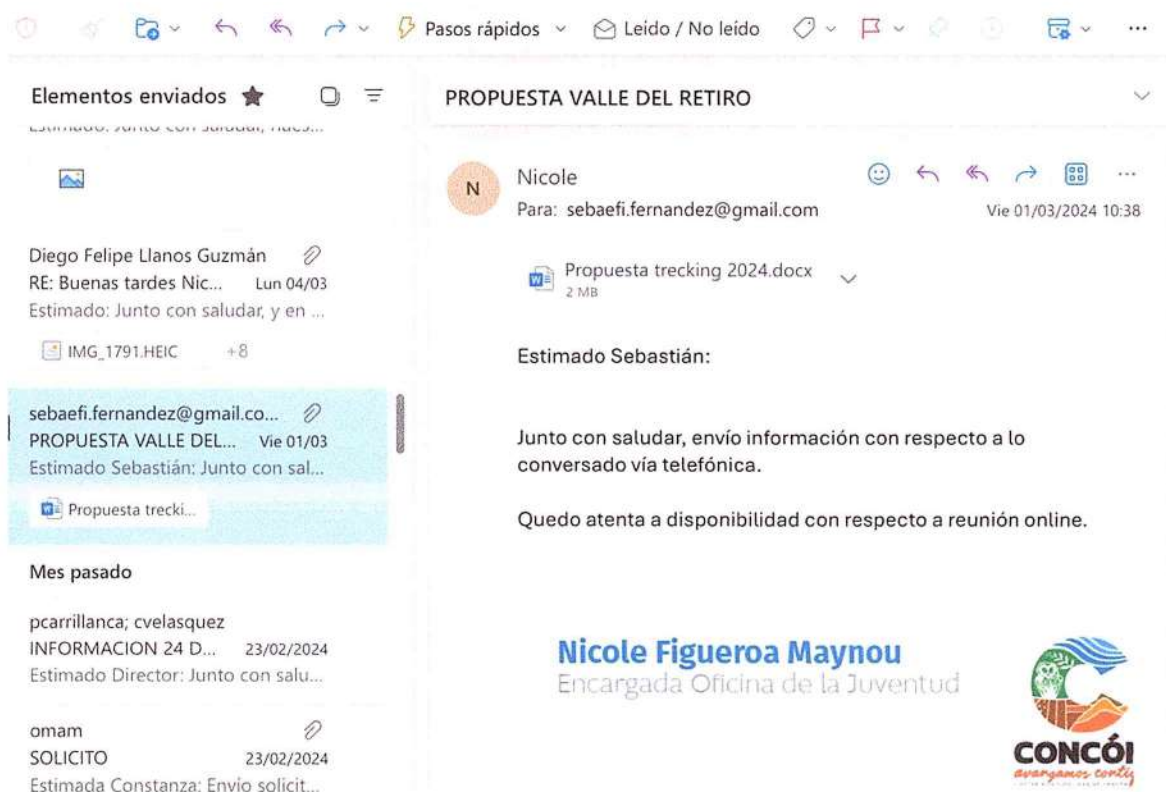 Pasos rápidos
Leído / No leído
Elementos enviados
Diego Felipe Llanos Guzmán
RE: Buenas tardes Nic... Lun 04/03
Estimado: Junto con saludar, y en ...
IMG_1791.HEIC +8
sebaefi.fernandez@gmail.co...
PROPUESTA VALLE DEL... Vie 01/03
Estimado Sebastián: Junto con sal...
Propuesta trecki...
Mes pasado
pcarrillanca; cvelasquez
INFORMACION 24 D... 23/02/2024
Estimado Director: Junto con salu...
omam
SOLICITO 23/02/2024
Estimada Constanza: Envío solicit...
PROPUESTA VALLE DEL RETIRO
N
Nicole
Para: sebaefi.fernandez@gmail.com Vie 01/03/2024 10:38
Propuesta trecking 2024.docx
2 MB
Estimado Sebastián:
Junto con saludar, envío información con respecto a lo
conversado vía telefónica.
Quedo atenta a disponibilidad con respecto a reunión online.
Nicole Figueroa Maynou
Encargada Oficina de la Juventud